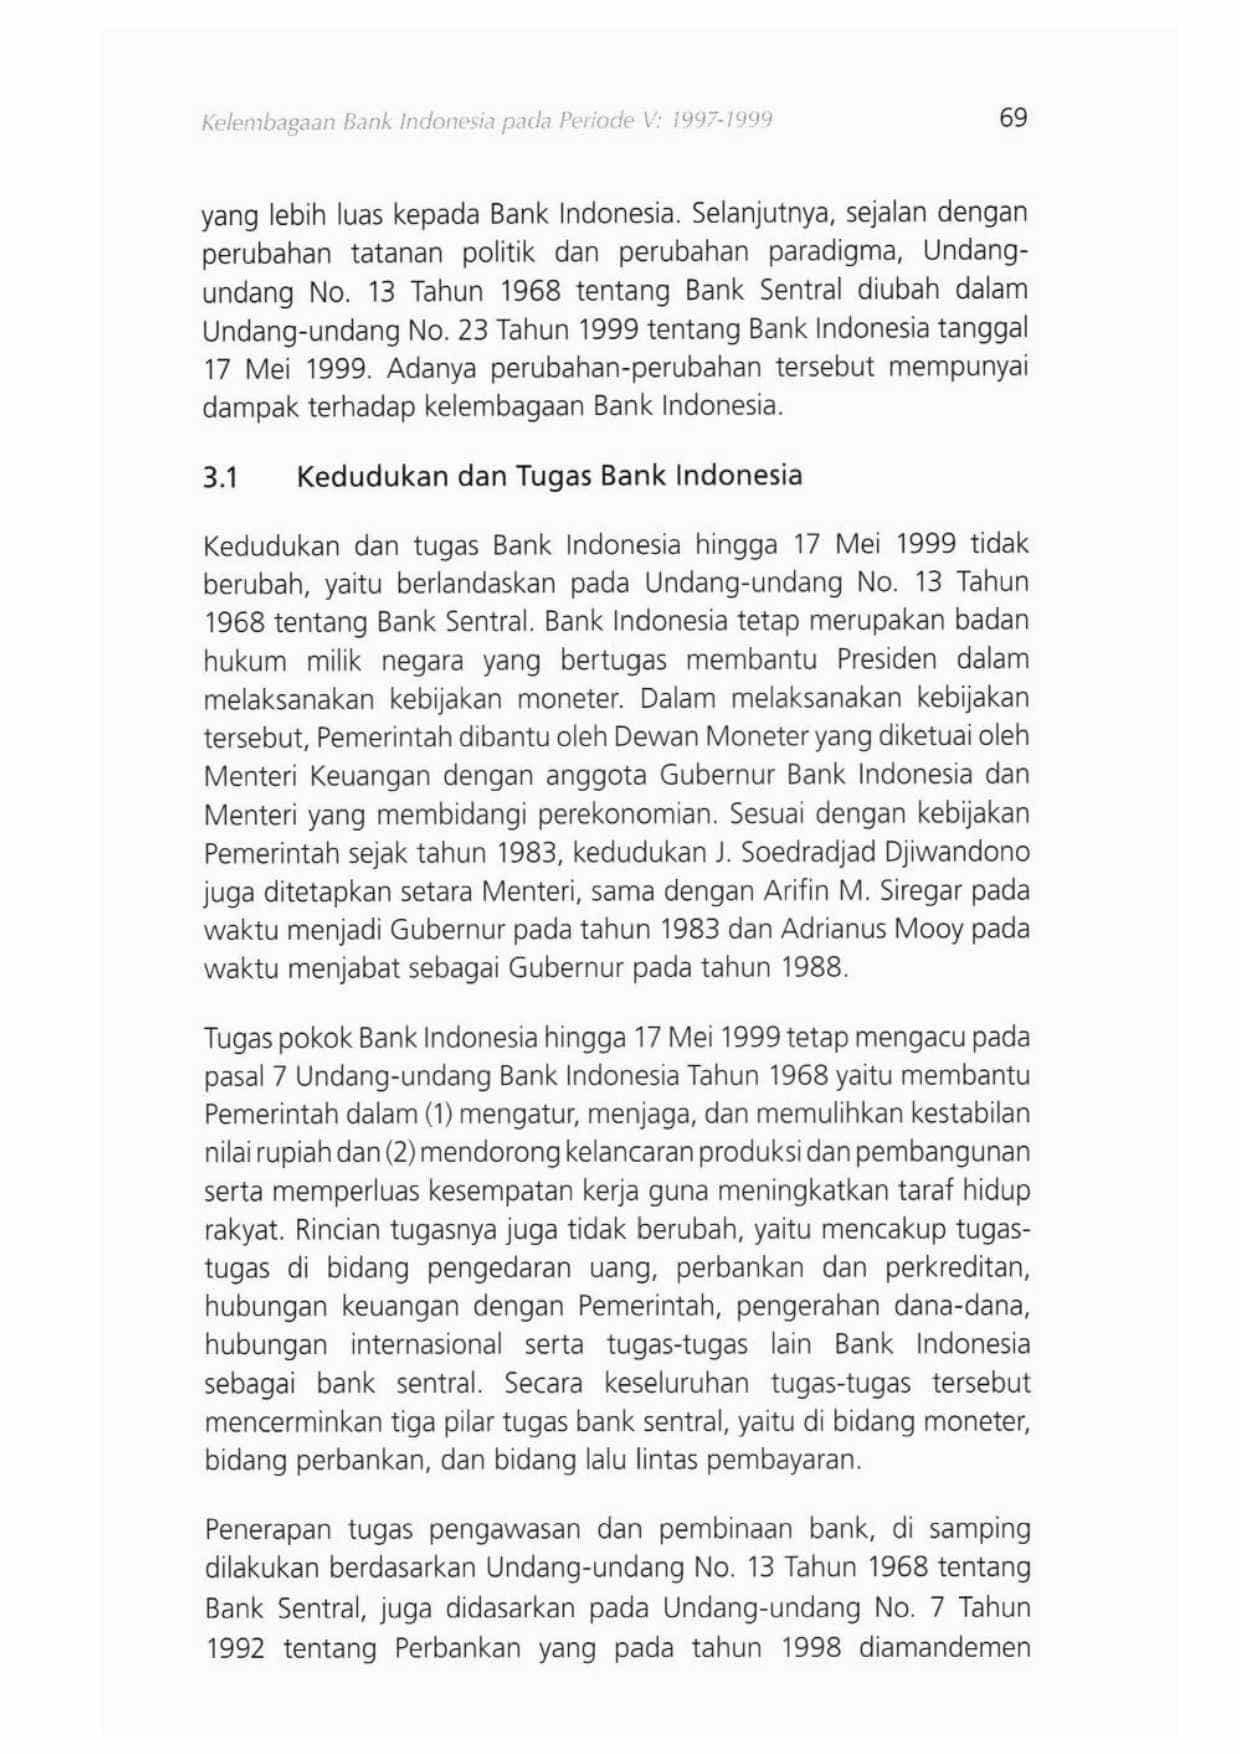 Kelembagaan Bank Indonesia pada Periode V: 1997-1999 69
yang lebih luas kepada Bank Indonesia. Selanjutnya, sejalan dengan
perubahan tatanan politik dan perubahan paradigma, Undang-
undang No. 13 Tahun 1968 tentang Bank Sentral diubah dalam
Undang-undang No. 23 Tahun 1999 tentang Bank Indonesia tanggal
17 Mei 1999. Adanya perubahan-perubahan tersebut mempunyai
dampak terhadap kelembagaan Bank Indonesia.
3.1 Kedudukan dan Tugas Bank Indonesia
Kedudukan dan tugas Bank Indonesia hingga 17 Mei 1999 tidak
berubah, yaitu berlandaskan pada Undang-undang No. 13 Tahun
1968 tentang Bank Sentral. Bank Indonesia tetap merupakan badan
hukum milik negara yang bertugas membantu Presiden dalam
melaksanakan kebijakan moneter. Dalam melaksanakan kebijakan
tersebut, Pemerintah dibantu oleh Dewan Moneter yang diketuai oleh
Menteri Keuangan dengan anggota Gubernur Bank Indonesia dan
Menteri yang membidangi perekonomian. Sesuai dengan kebijakan
Pemerintah sejak tahun 1983, kedudukan J. Soedradjad Djiwandono
juga ditetapkan setara Menteri, sama dengan Arifin M. Siregar pada
waktu menjadi Gubernur pada tahun 1983 dan Adrianus Mooy pada
waktu menjabat sebagai Gubernur pada tahun 1988.
Tugas pokok Bank Indonesia hingga 17 Mei 1999 tetap mengacu pada
pasal 7 Undang-undang Bank Indonesia Tahun 1968 yaitu membantu
Pemerintah dalam (1) mengatur, menjaga, dan memulihkan kestabilan
nilai rupiah dan (2) mendorong kelancaran produksi dan pembangunan
serta memperluas kesempatan kerja guna meningkatkan taraf hidup
rakyat. Rincian tugasnya juga tidak berubah, yaitu mencakup tugas-
tugas di bidang pengedaran uang, perbankan dan perkreditan,
hubungan keuangan dengan Pemerintah, pengerahan dana-dana,
hubungan internasional serta tugas-tugas lain Bank Indonesia
sebagai bank sentral. Secara keseluruhan tugas-tugas tersebut
mencerminkan tiga pilar tugas bank sentral, yaitu di bidang moneter,
bidang perbankan, dan bidang lalu lintas pembayaran.
Penerapan tugas pengawasan dan pembinaan bank, di samping
dilakukan berdasarkan Undang-undang No. 13 Tahun 1968 tentang
Bank Sentral, juga didasarkan pada Undang-undang No. 7 Tahun
1992 tentang Perbankan yang pada tahun 1998 diamandemen